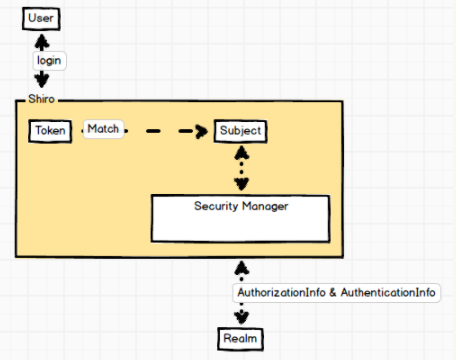 User
login
Shiro
Token
Match
Subject
Security Manager
AuthorizationInfo & AuthenticationInfo
Realm